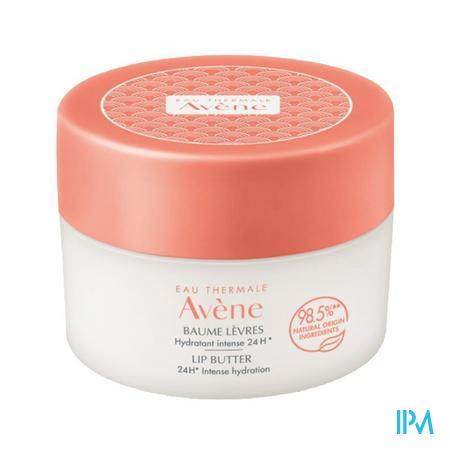 EAU THERMALE
Avène
EAU THERMALE
Avène
BAUME LÈVRES
Hydratant intense 24H*
LIP BUTTER
24H* Intense hydration
98.5%**
NATURAL ORIGIN
INGREDIENTS
IPM